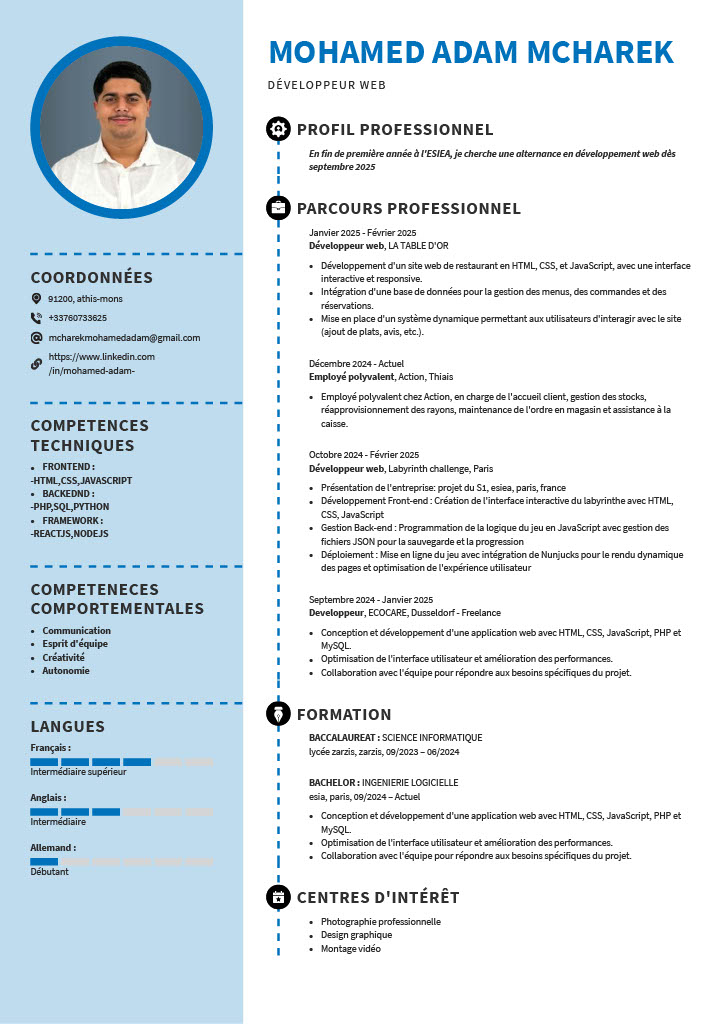 MOHAMED ADAM MCHAREK
DÉVELOPPEUR WEB
COORDONNÉES
91200, athis-mons
+33760733625
mcharekmohamedadam@gmail.com
https://www.linkedin.com
/in/mohamed-adam-
COMPETENCES
TECHNIQUES
• FRONTEND :
-HTML,CSS,JAVASCRIPT
• BACKEDND :
-PHP,SQL,PYTHON
• FRAMEWORK :
-REACTJS,NODEJS
COMPETENECES
COMPORTEMENTALES
• Communication
• Esprit d'équipe
• Créativité
• Autonomie
LANGUES
Français :
Intermédiaire supérieur
Anglais :
Intermédiaire
Allemand :
Débutant
PROFIL PROFESSIONNEL
En fin de première année à l'ESIEA, je cherche une alternance en développement web dès
septembre 2025
PARCOURS PROFESSIONNEL
Janvier 2025 - Février 2025
Développeur web, LA TABLE D'OR
• Développement d'un site web de restaurant en HTML, CSS, et JavaScript, avec une interface
interactive et responsive.
• Intégration d'une base de données pour la gestion des menus, des commandes et des
réservations.
• Mise en place d'un système dynamique permettant aux utilisateurs d'interagir avec le site
(ajout de plats, avis, etc.).
Décembre 2024 - Actuel
Employé polyvalent, Action, Thiais
• Employé polyvalent chez Action, en charge de l'accueil client, gestion des stocks,
réapprovisionnement des rayons, maintenance de l'ordre en magasin et assistance à la
caisse.
Octobre 2024 - Février 2025
Développeur web, Labyrinth challenge, Paris
• Présentation de l'entreprise: projet du S1, esiea, paris, france
• Développement Front-end : Création de l'interface interactive du labyrinthe avec HTML,
CSS, JavaScript
• Gestion Back-end : Programmation de la logique du jeu en JavaScript avec gestion des
fichiers JSON pour la sauvegarde et la progression
• Déploiement : Mise en ligne du jeu avec intégration de Nunjucks pour le rendu dynamique
des pages et optimisation de l'expérience utilisateur
Septembre 2024 - Janvier 2025
Developpeur, ECOCARE, Dusseldorf - Freelance
• Conception et développement d'une application web avec HTML, CSS, JavaScript, PHP et
MySQL.
• Optimisation de l'interface utilisateur et amélioration des performances.
• Collaboration avec l'équipe pour répondre aux besoins spécifiques du projet.
FORMATION
BACCALAUREAT : SCIENCE INFORMATIQUE
lycée zarzis, zarzis, 09/2023 – 06/2024
BACHELOR : INGENIERIE LOGICIELLE
esia, paris, 09/2024 – Actuel
• Conception et développement d'une application web avec HTML, CSS, JavaScript, PHP et
MySQL.
• Optimisation de l'interface utilisateur et amélioration des performances.
• Collaboration avec l'équipe pour répondre aux besoins spécifiques du projet.
CENTRES D'INTÉRÊT
• Photographie professionnelle
• Design graphique
• Montage vidéo